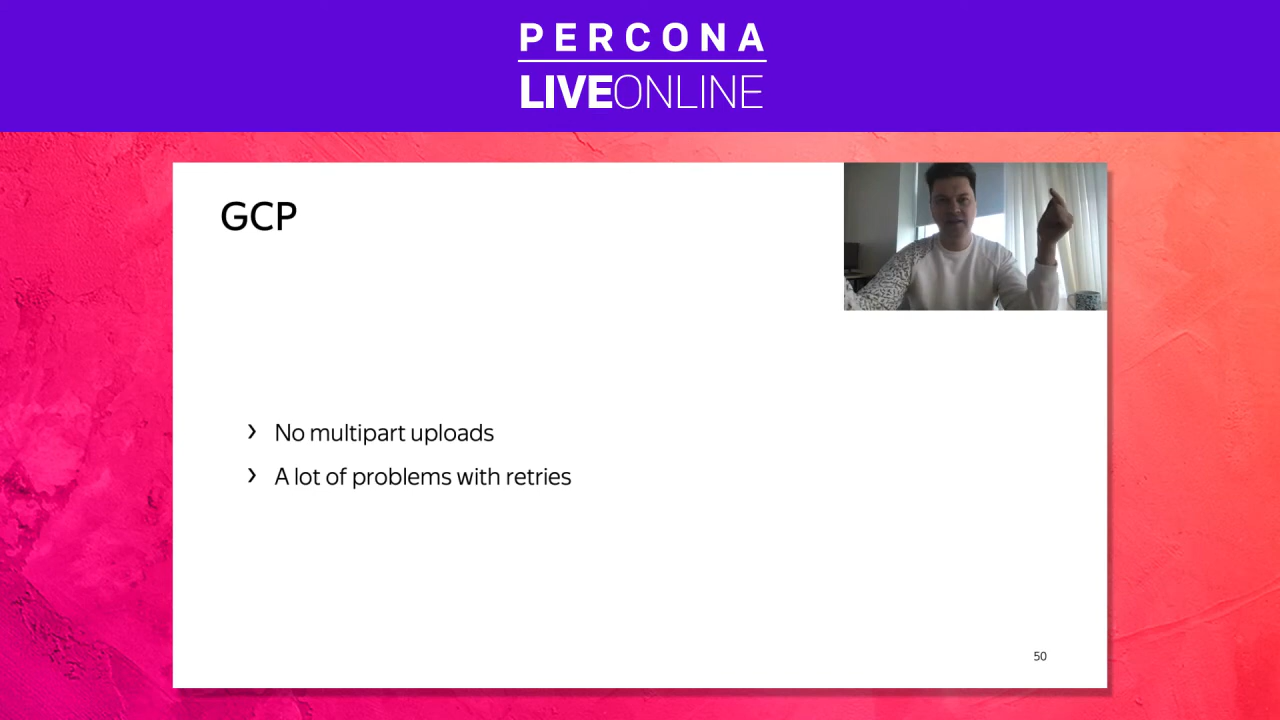 PERCONA
LIVEONLINE
GCP
› No multipart uploads
› A lot of problems with retries
50